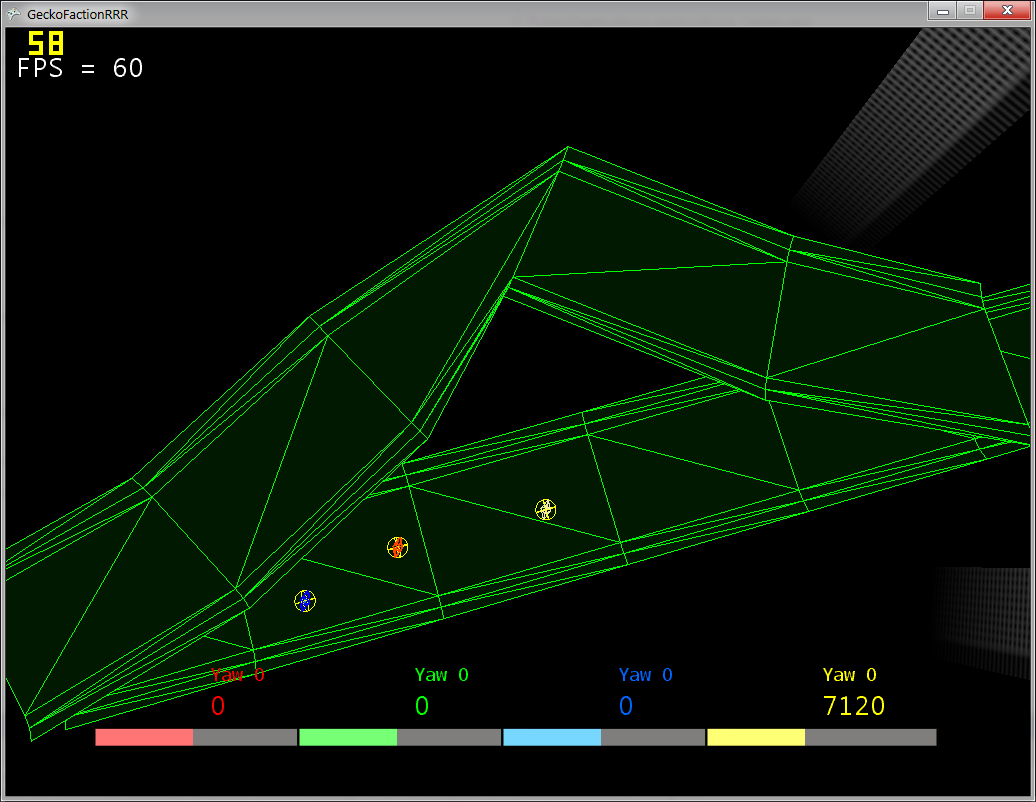 GeckoFactionRRR
58
FPS = 60
Yaw 0 Yaw 0 Yaw 0 Yaw 0
0 0 0 7120